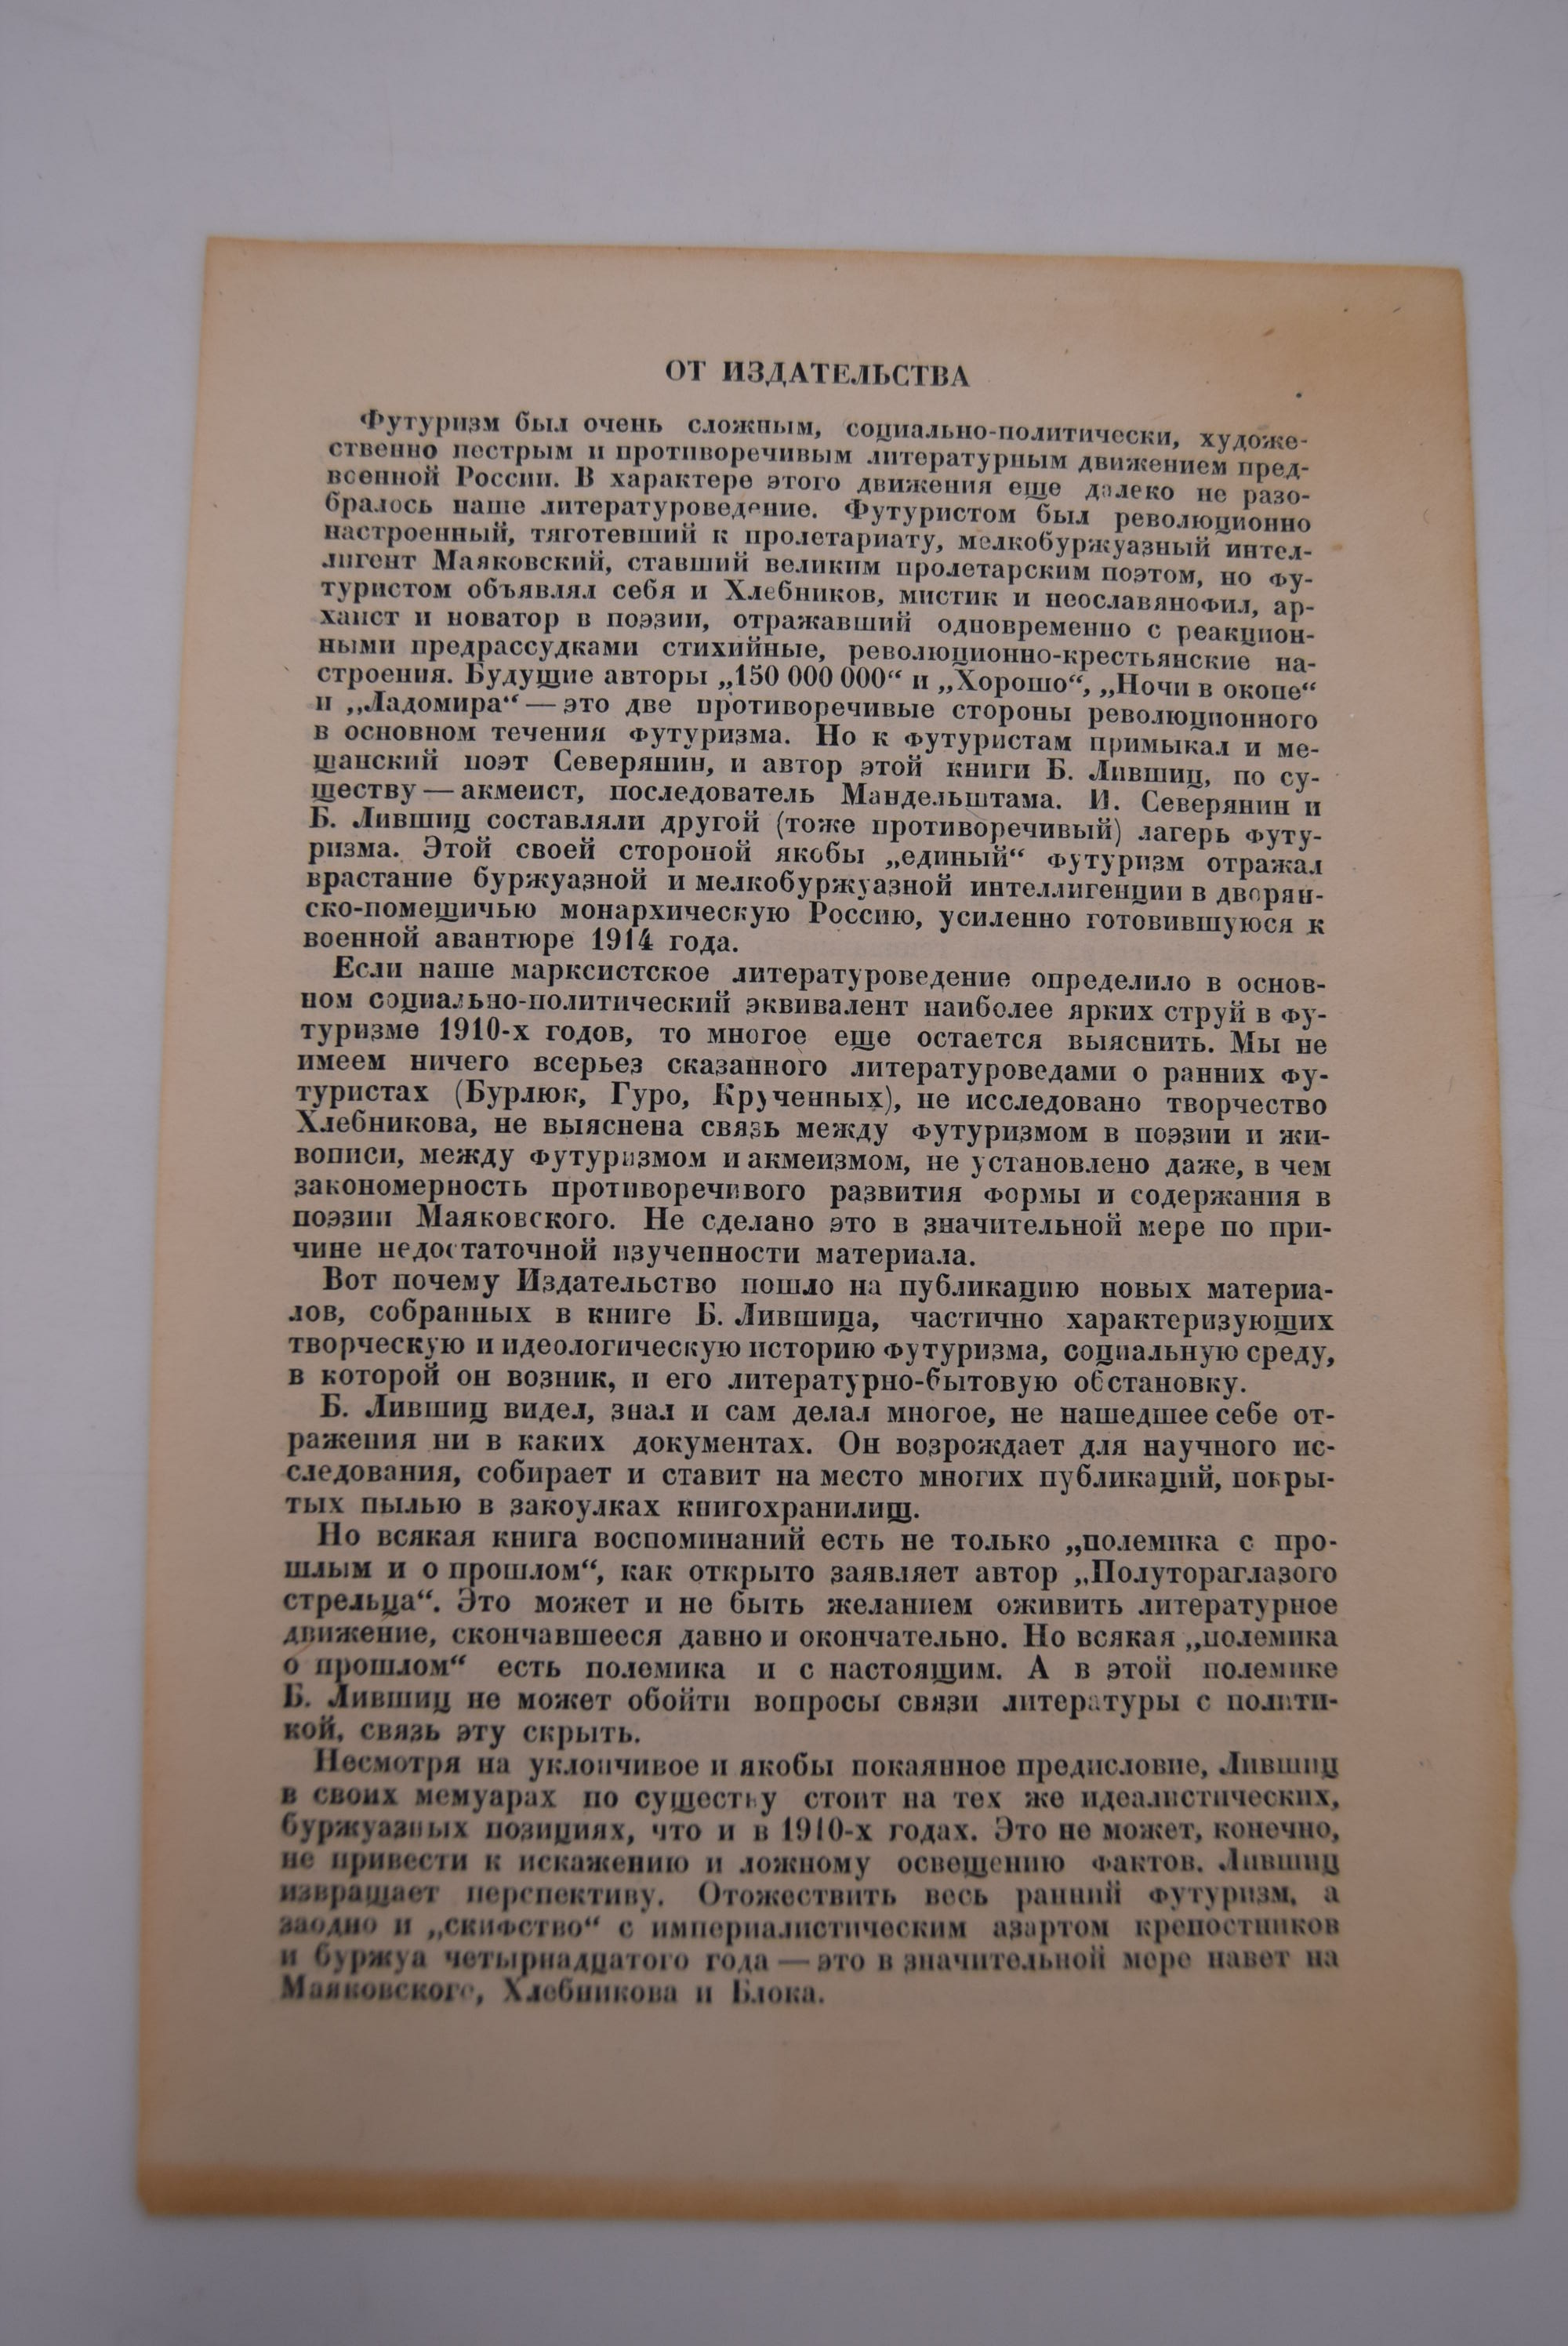 ОТ ИЗДАТЕЛЬСТВА
Футуризм был очень сложным, социально-политически, художе-
ственно пестрым и противоречивым литературным движением пред-
военной России. В характере этого движения еще далеко не разо-
бралось наше литературоведение. Футуристом был революционно
настроенный, тяготевший к пролетариату, мелкобуржуазный интел-
лигент Маяковский, ставший великим пролетарским поэтом, но фу-
туристом объявлял себя и Хлебников, мистик и неославянофил, ар-
хаист и новатор в поэзии, отражавший одновременно с реакцион-
ными предрассудками стихийные, революционно-крестьянские на-
строения. Будущие авторы „150 000 000“ и „Хорошо“, „Ночи в окопе“
и „Ладомира“ — это две противоречивые стороны революционного
в основном течения футуризма. Но к футуристам примыкал и ме-
щанский поэт Северянин, и автор этой книги Б. Лившиц, по су-
ществу — акмеист, последователь Мандельштама. И. Северянин и
Б. Лившиц составляли другой (тоже противоречивый) лагерь футу-
ризма. Этой своей стороной якобы „единый“ футуризм отражал
врастание буржуазной и мелкобуржуазной интеллигенции в дворян-
ско-помещичью монархическую Россию, усиленно готовившуюся к
военной авантюре 1914 года.
Если наше марксистское литературоведение определило в основ-
ном социально-политический эквивалент наиболее ярких струй в фу-
туризме 1910-х годов, то многое еще остается выяснить. Мы не
имеем ничего всерьез сказанного литературоведами о ранних фу-
туристах (Бурлюк, Гуро, Крученных), не исследовано творчество
Хлебникова, не выяснена связь между футуризмом в поэзии и жи-
вописи, между футуризмом и акмеизмом, не установлено даже, в чем
закономерность противоречивого развития формы и содержания в
поэзии Маяковского. Не сделано это в значительной мере по при-
чине недостаточной изученности материала.
Вот почему Издательство пошло на публикацию новых материа-
лов, собранных в книге Б. Лившица, частично характеризующих
творческую и идеологическую историю футуризма, социальную среду,
в которой он возник, и его литературно-бытовую обстановку.
Б. Лившиц видел, знал и сам делал многое, не нашедшее себе от-
ражения ни в каких документах. Он возрождает для научного ис-
следования, собирает и ставит на место многих публикаций, покры-
тых пылью в закоулках книгохранилищ.
Но всякая книга воспоминаний есть не только „полемика с про-
шлым и о прошлом“, как открыто заявляет автор „Полутораглазого
стрельца“. Это может и не быть желанием оживить литературное
движение, скончавшееся давно и окончательно. Но всякая „полемика
о прошлом“ есть полемика и с настоящим. А в этой полемике
Б. Лившиц не может обойти вопросы связи литературы с полити-
кой, связь эту скрыть.
Несмотря на уклончивое и якобы покаянное предисловие, Лившиц
в своих мемуарах по существу стоит на тех же идеалистических,
буржуазных позициях, что и в 1910-х годах. Это не может, конечно,
не привести к искажению и ложному освещению фактов. Лившиц
извращает перспективу. Отожествить весь ранний футуризм, а
заодно и „скифство“ с империалистическим азартом крепостников
и буржуа четырнадцатого года — это в значительной мере навет на
Маяковского, Хлебникова и Блока.